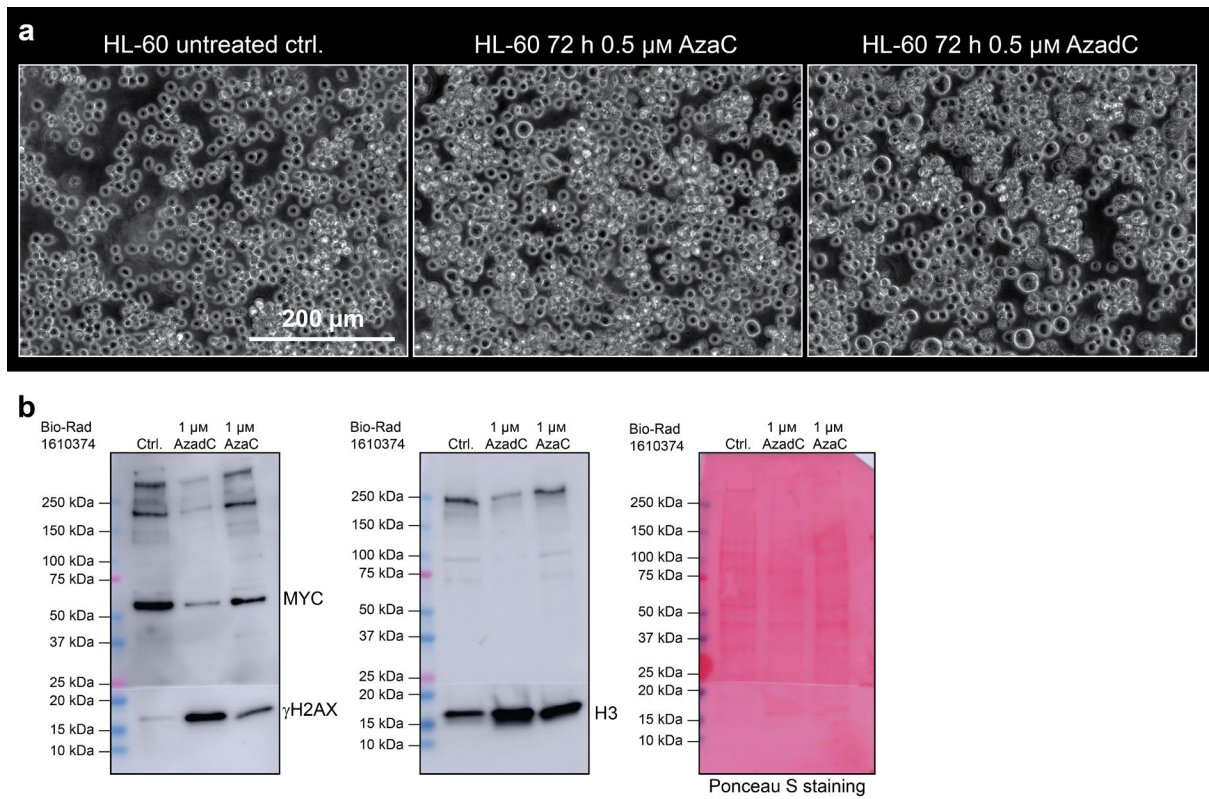 a
HL-60 untreated ctrl.
HL-60 72 h 0.5 μM AzaC
HL-60 72 h 0.5 μM AzadC
200 μm
b
Bio-Rad
1610374
Ctrl.
1 μM
AzadC
1 μM
AzaC
250 kDa
150 kDa
100 kDa
75 kDa
50 kDa
37 kDa
25 kDa
20 kDa
15 kDa
10 kDa
MYC
γH2AX
Bio-Rad
1610374
Ctrl.
1 μM
AzadC
1 μM
AzaC
250 kDa
150 kDa
100 kDa
75 kDa
50 kDa
37 kDa
25 kDa
20 kDa
15 kDa
10 kDa
H3
Bio-Rad
1610374
Ctrl.
1 μM
AzadC
1 μM
AzaC
250 kDa
150 kDa
100 kDa
75 kDa
50 kDa
37 kDa
25 kDa
20 kDa
15 kDa
10 kDa
Ponceau S staining